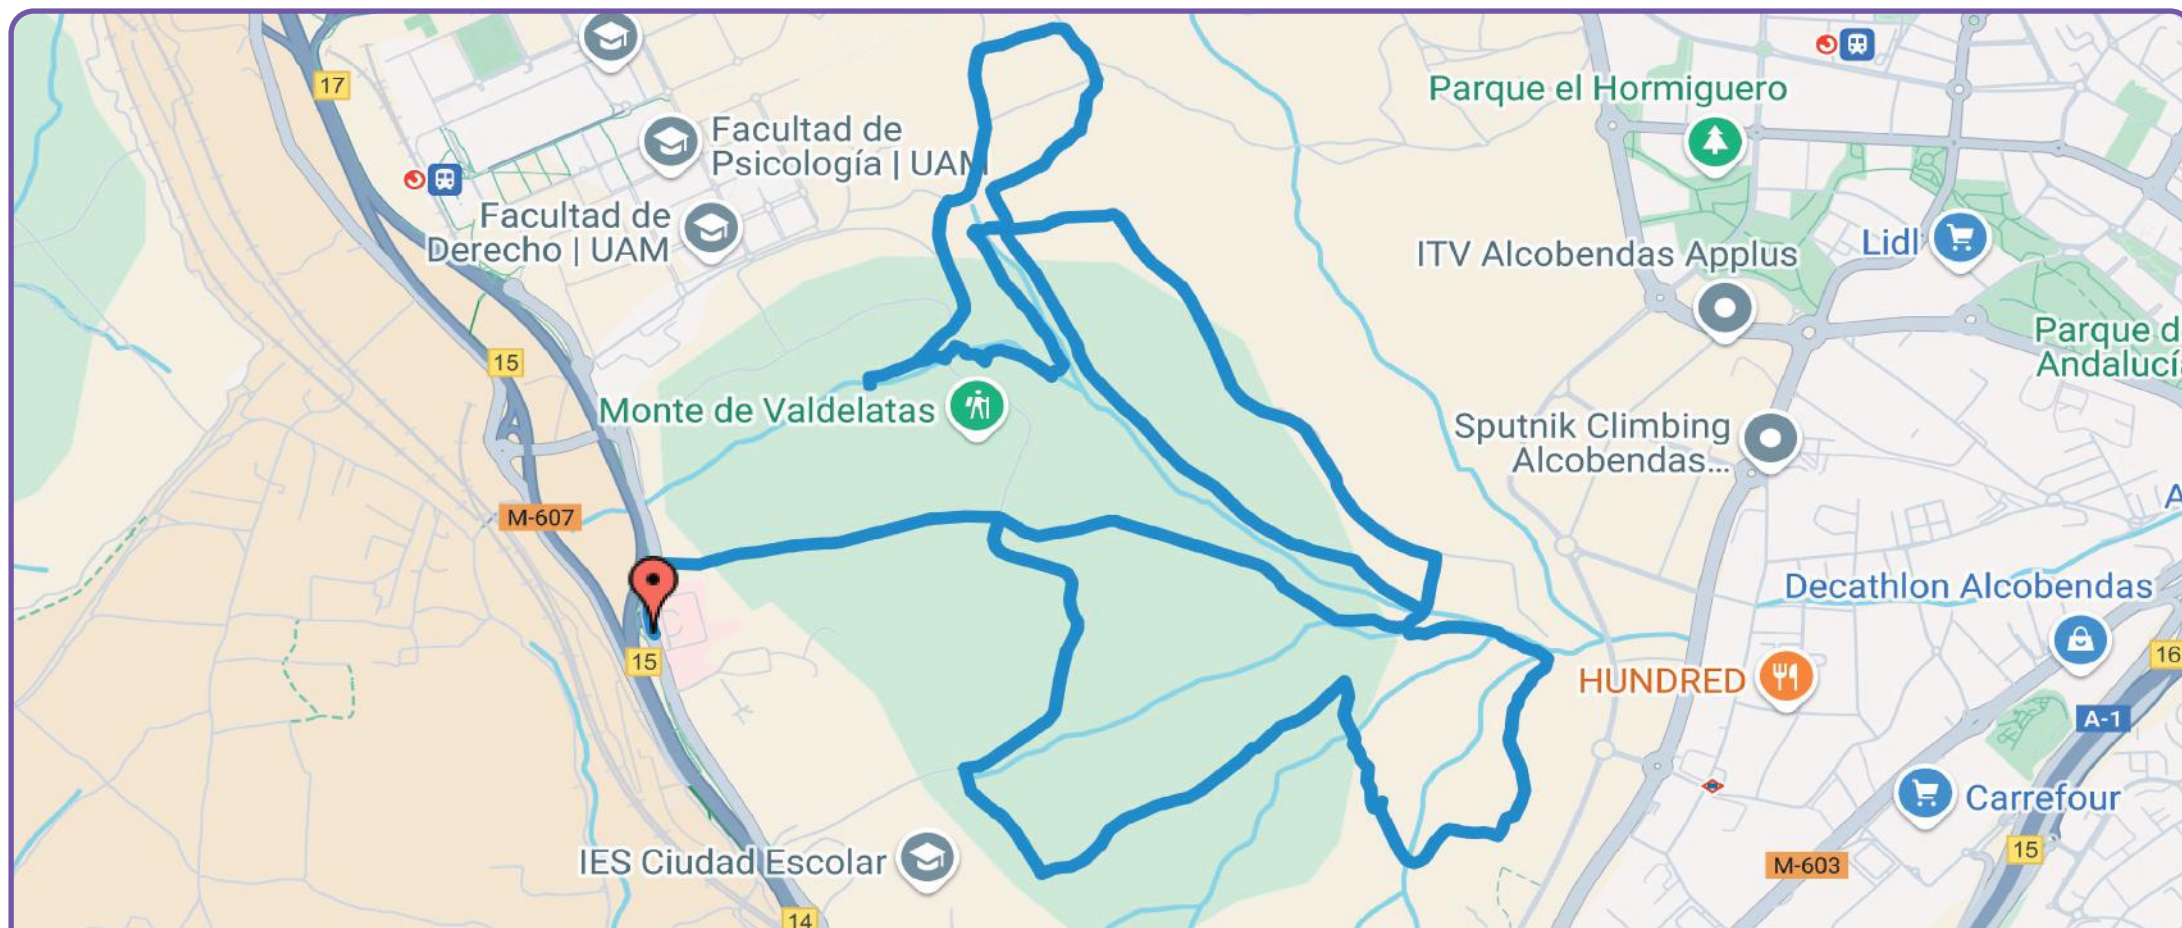 17
Parque el Hormiguero
Facultad de
Psicología | UAM
Facultad de
Derecho | UAM
ITV Alcobendas Applus
Lidl
Parque d
Andalucí
15
Monte de Valdelatas
Sputnik Climbing
Alcobendas...
A
M-607
Decathlon Alcobendas
15
HUNDRED
16
A-1
Carrefour
IES Ciudad Escolar
M-603
15
14